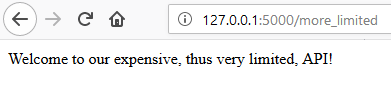 127.0.0.1:5000/more_limited
Welcome to our expensive, thus very limited, API!